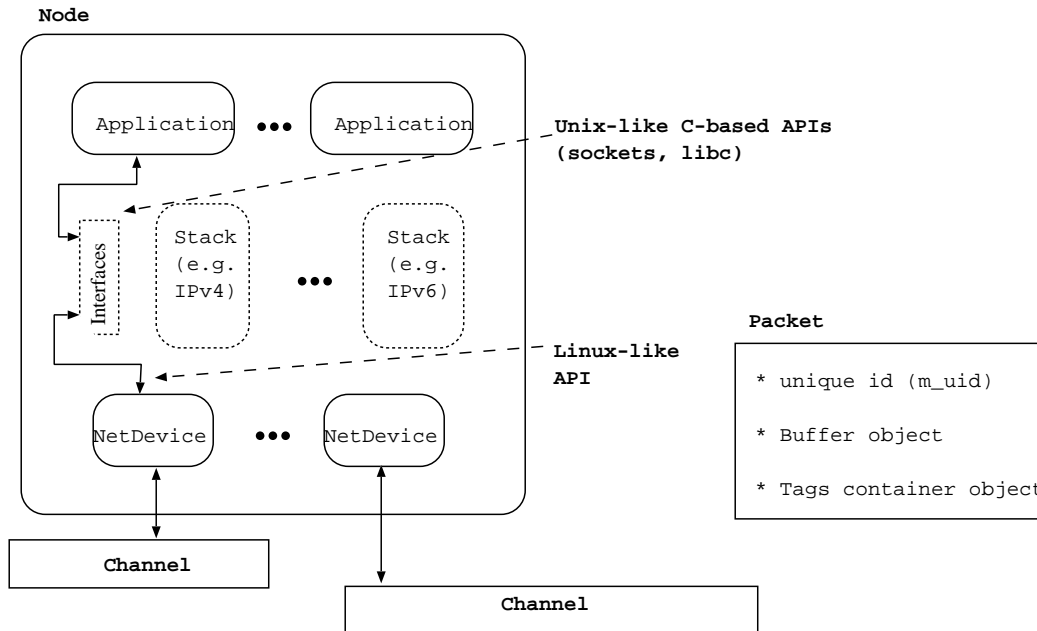 Node
Application
Application
Unix-like C-based APIs
(sockets, libc)
Interfaces
Stack
(e.g.
IPv4)
Stack
(e.g.
IPv6)
Linux-like
API
Packet
* unique id (m_uid)
* Buffer object
* Tags container object
NetDevice
NetDevice
Channel
Channel